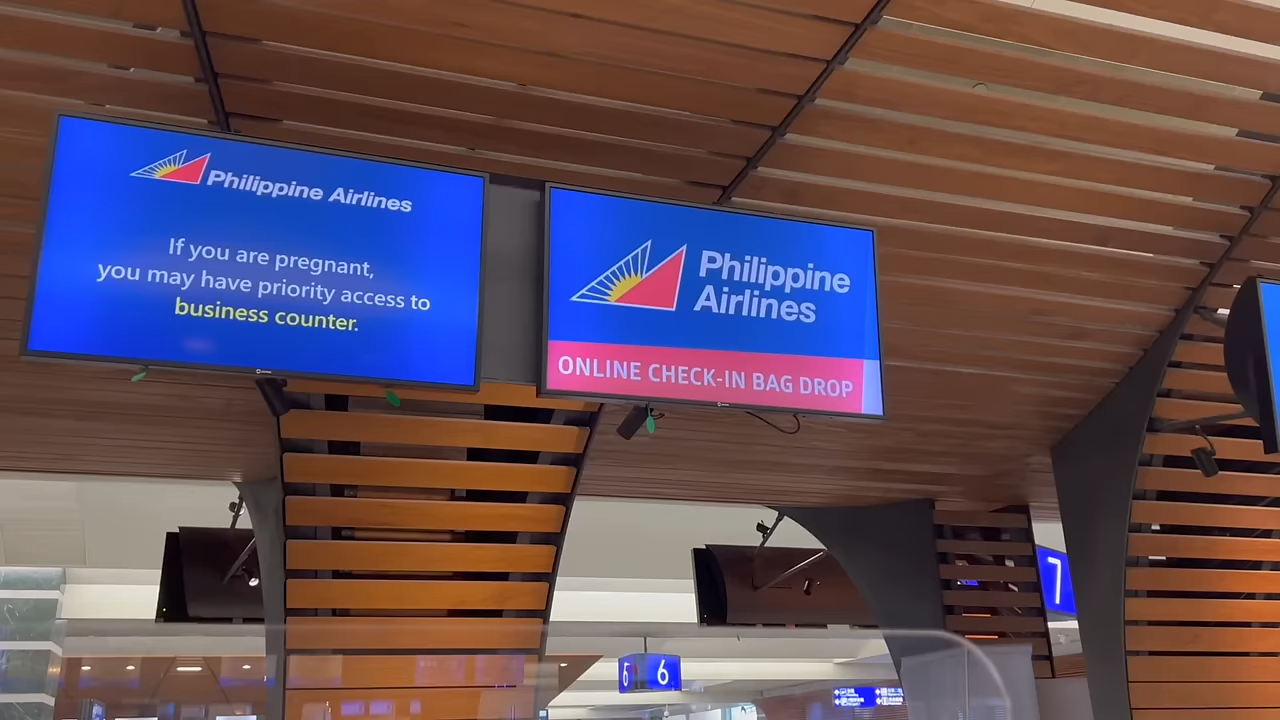 Philippine Airlines
If you are pregnant,
you may have priority access to
business counter.
Philippine
Airlines
ONLINE CHECK-IN BAG DROP
7
6
6